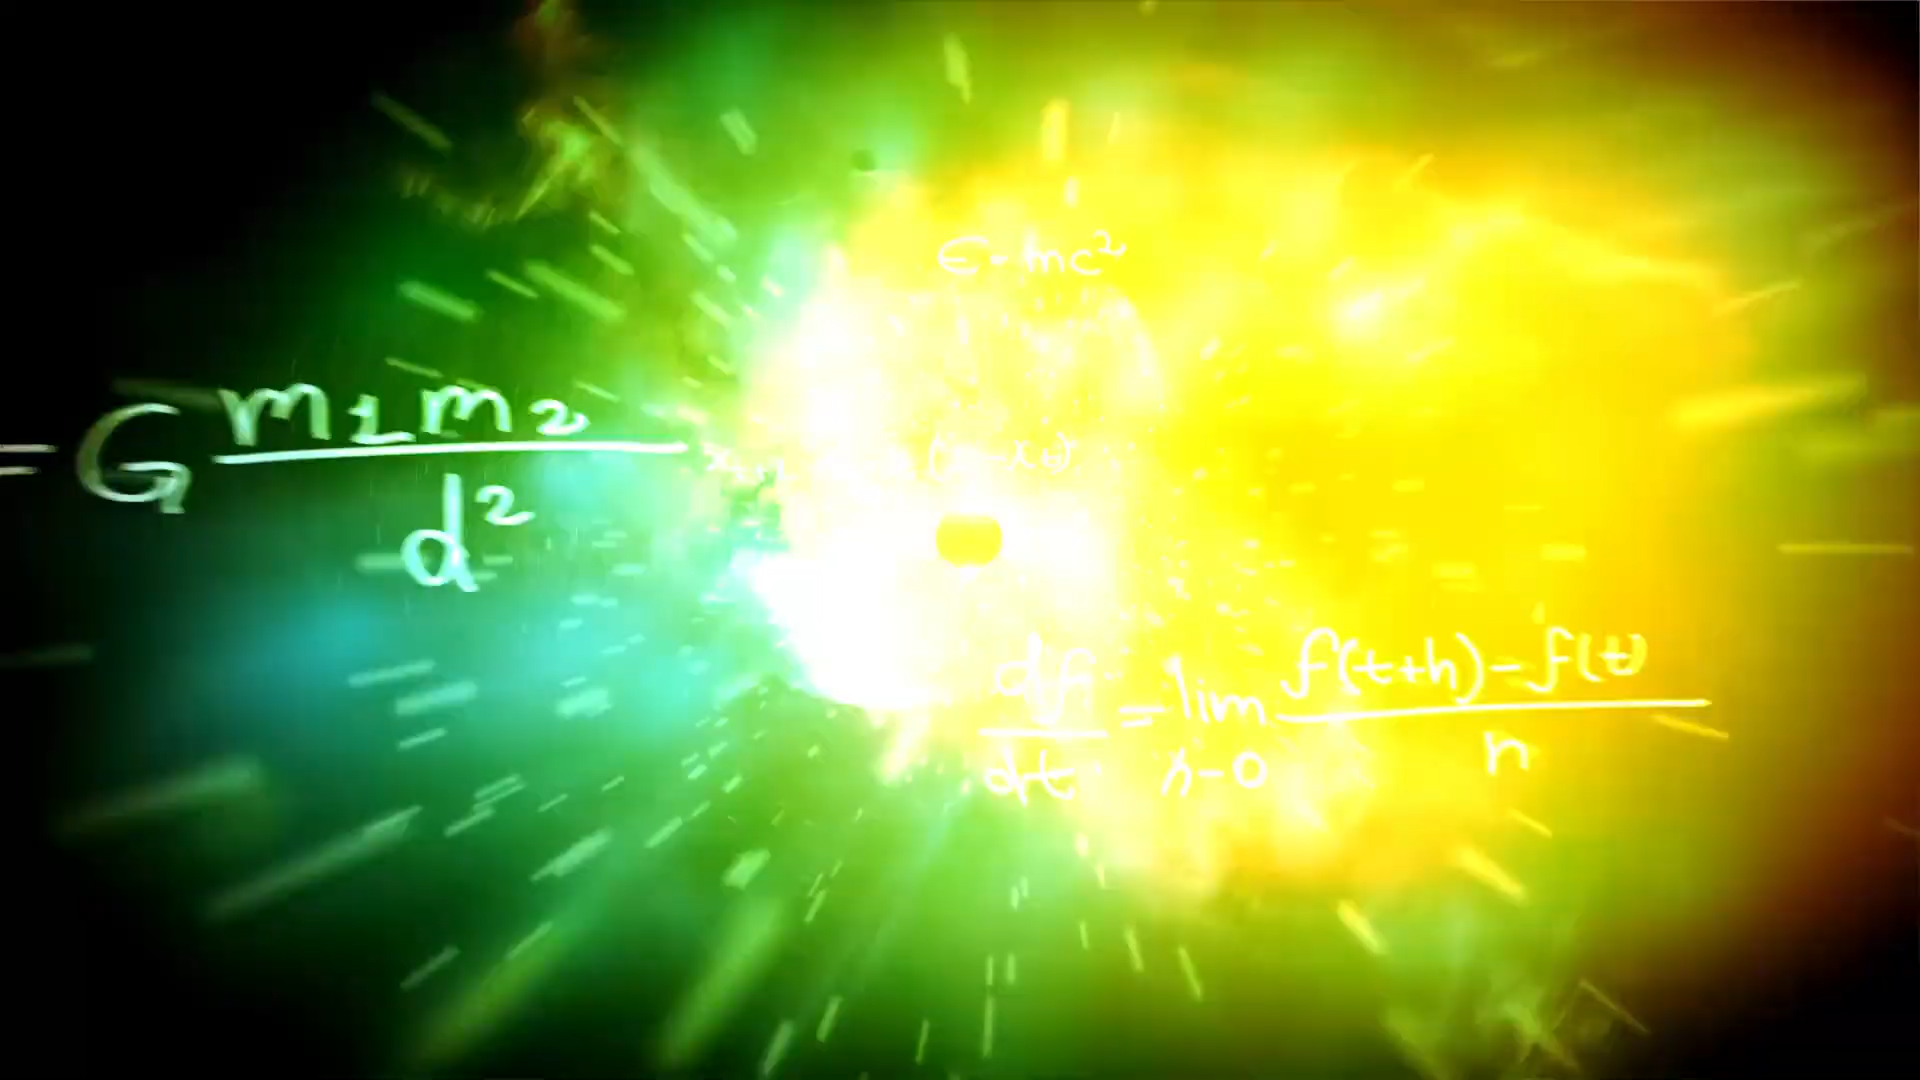 E=mc²
= G m₁m₂ / d²
df/dt = lim h→0 f(t+h)-f(t) / h